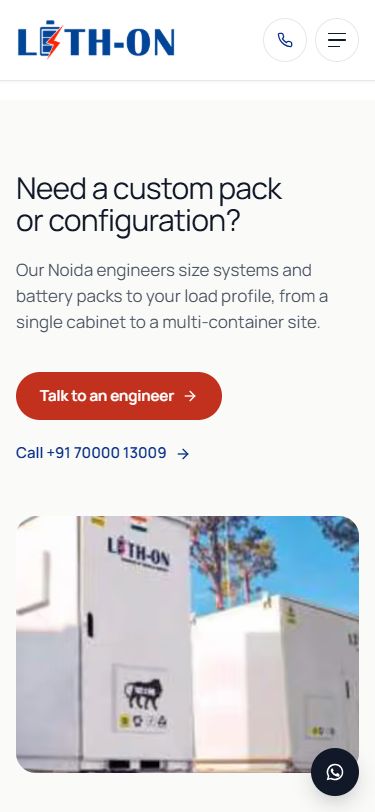 LITH-ON
Need a custom pack
or configuration?
Our Noida engineers size systems and
battery packs to your load profile, from a
single cabinet to a multi-container site.
Talk to an engineer
Call +91 70000 13009
LITH-ON